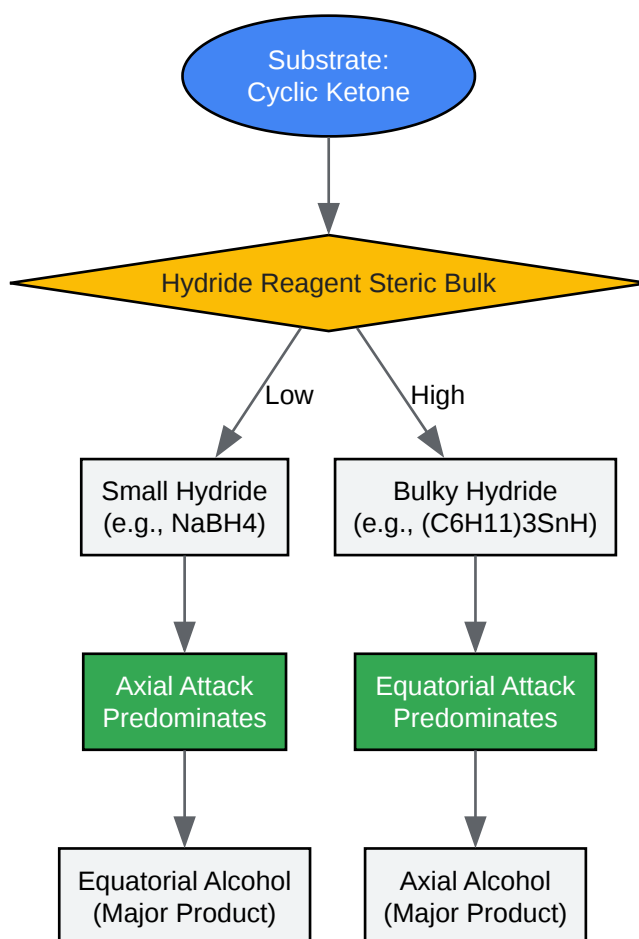 Substrate:
Cyclic Ketone
Hydride Reagent Steric Bulk
Low
High
Small Hydride
(e.g., NaBH4)
Bulky Hydride
(e.g., (C6H11)3SnH)
Axial Attack
Predominates
Equatorial Attack
Predominates
Equatorial Alcohol
(Major Product)
Axial Alcohol
(Major Product)